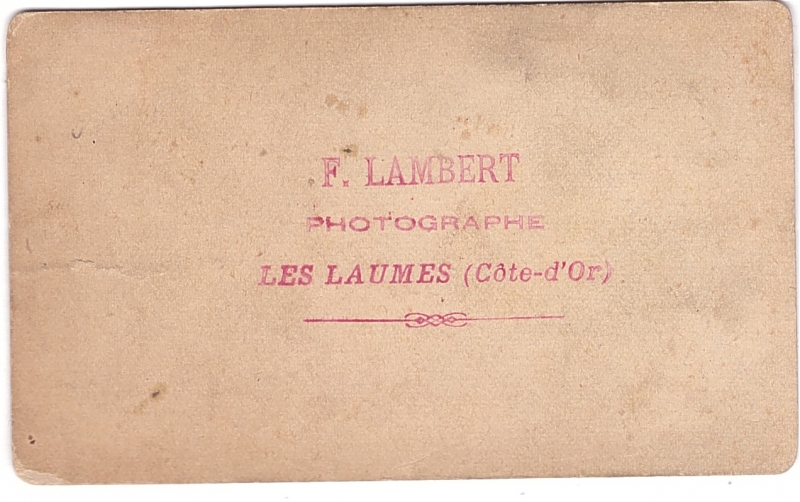 F. LAMBERT
PHOTOGRAPHE
LES LAUMES (Côte-d'Or)